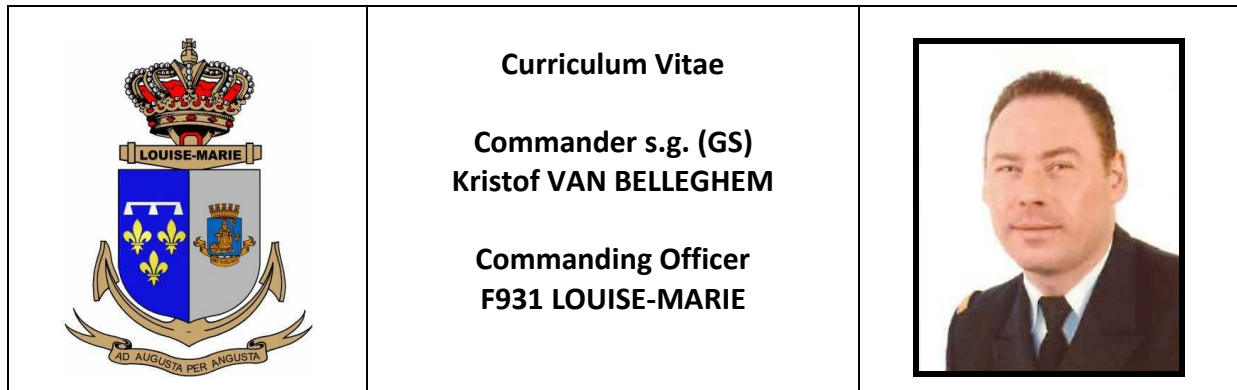 LOUISE-MARIE
AD AUGUSTA PER ANGUSTA
Curriculum Vitae
Commander s.g. (GS)
Kristof VAN BELLEGHEM
Commanding Officer
F931 LOUISE-MARIE